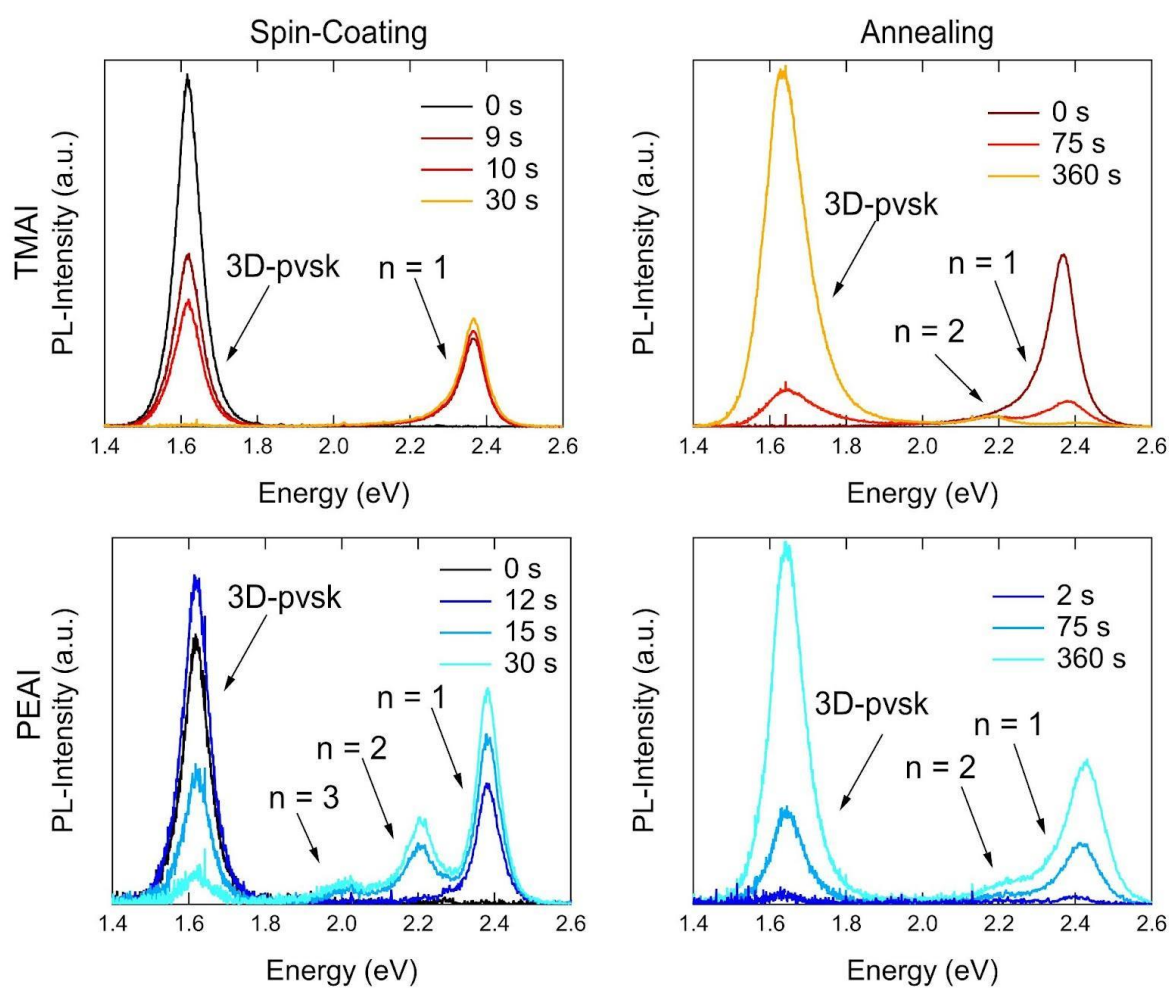 Spin-Coating
Annealing
TMAI
PL-Intensity (a.u.)
0 s
9 s
10 s
30 s
3D-pvsk
n = 1
1.4 1.6 1.8 2.0 2.2 2.4 2.6
Energy (eV)
PL-Intensity (a.u.)
0 s
75 s
360 s
3D-pvsk
n = 1
n = 2
1.4 1.6 1.8 2.0 2.2 2.4 2.6
Energy (eV)
PEAI
PL-Intensity (a.u.)
0 s
12 s
15 s
30 s
3D-pvsk
n = 1
n = 2
n = 3
1.4 1.6 1.8 2.0 2.2 2.4 2.6
Energy (eV)
PL-Intensity (a.u.)
2 s
75 s
360 s
3D-pvsk
n = 1
n = 2
1.4 1.6 1.8 2.0 2.2 2.4 2.6
Energy (eV)